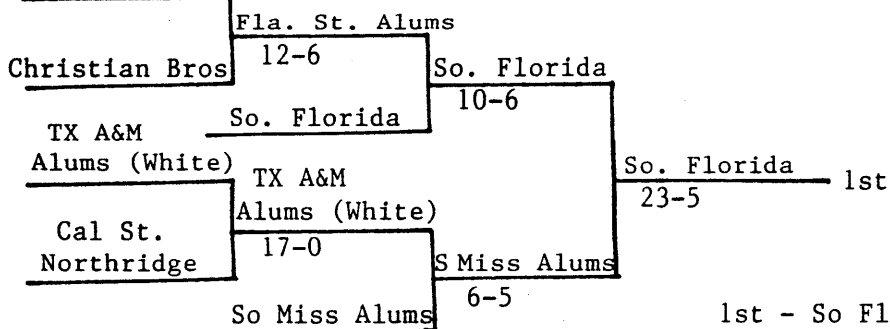 Fla. St. Alums
12-6
Christian Bros
So. Florida
10-6
So. Florida
TX A&M
Alums (White)
So. Florida
1st
23-5
TX A&M
Alums (White)
17-0
Cal St.
Northridge
S Miss Alums
6-5
So Miss Alums
1st - So Fl